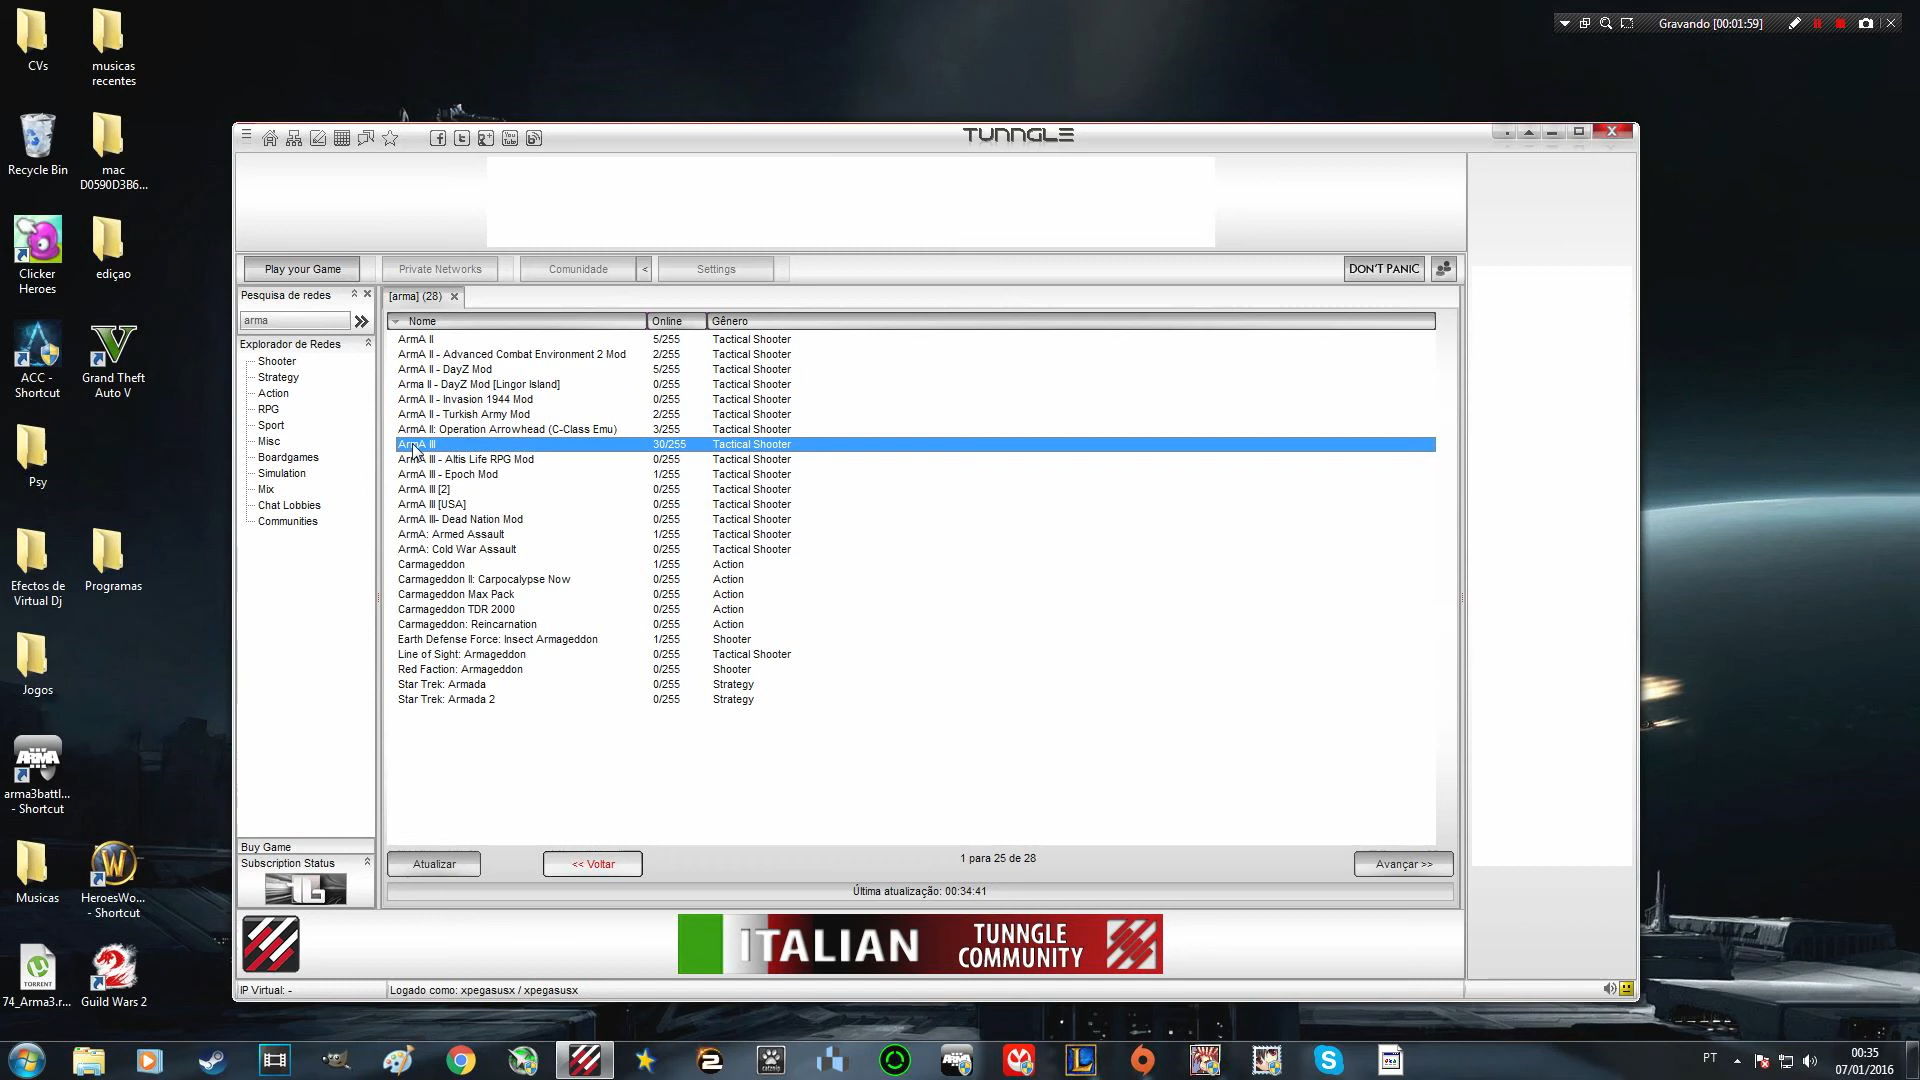 Gravando [00:01:59]
CVs
musicas recentes
Recycle Bin
mac D0590D3B6...
Clicker Heroes
ediçao
ACC - Shortcut
Grand Theft Auto V
Psy
Efectos de Virtual Dj
Programas
Jogos
ARMA
arma3battl... - Shortcut
Musicas
HeroesWo... - Shortcut
TORRENT
74_Arma3.r...
Guild Wars 2
TUNNGLE
Play your Game
Private Networks
Comunidade
<
Settings
DON'T PANIC
Pesquisa de redes
arma
Explorador de Redes
Shooter
Strategy
Action
RPG
Sport
Misc
Boardgames
Simulation
Mix
Chat Lobbies
Communities
Buy Game
Subscription Status
[arma] (28)
Nome Online Gênero
ArmA II 5/255 Tactical Shooter
ArmA II - Advanced Combat Environment 2 Mod 2/255 Tactical Shooter
ArmA II - DayZ Mod 5/255 Tactical Shooter
Arma II - DayZ Mod [Lingor Island] 0/255 Tactical Shooter
ArmA II - Invasion 1944 Mod 0/255 Tactical Shooter
ArmA II - Turkish Army Mod 2/255 Tactical Shooter
ArmA II: Operation Arrowhead (C-Class Emu) 3/255 Tactical Shooter
ArmA III 30/255 Tactical Shooter
ArmA III - Altis Life RPG Mod 0/255 Tactical Shooter
ArmA III - Epoch Mod 1/255 Tactical Shooter
ArmA III [2] 0/255 Tactical Shooter
ArmA III [USA] 0/255 Tactical Shooter
ArmA III- Dead Nation Mod 0/255 Tactical Shooter
ArmA: Armed Assault 1/255 Tactical Shooter
ArmA: Cold War Assault 0/255 Tactical Shooter
Carmageddon 1/255 Action
Carmageddon II: Carpocalypse Now 0/255 Action
Carmageddon Max Pack 0/255 Action
Carmageddon TDR 2000 0/255 Action
Carmageddon: Reincarnation 0/255 Action
Earth Defense Force: Insect Armageddon 1/255 Shooter
Line of Sight: Armageddon 0/255 Tactical Shooter
Red Faction: Armageddon 0/255 Shooter
Star Trek: Armada 0/255 Strategy
Star Trek: Armada 2 0/255 Strategy
Atualizar
<< Voltar
1 para 25 de 28
Avançar >>
Última atualização: 00:34:41
ITALIAN
TUNNGLE COMMUNITY
IP Virtual: -
Logado como: xpegasusx / xpegasusx
PT
00:35
07/01/2016